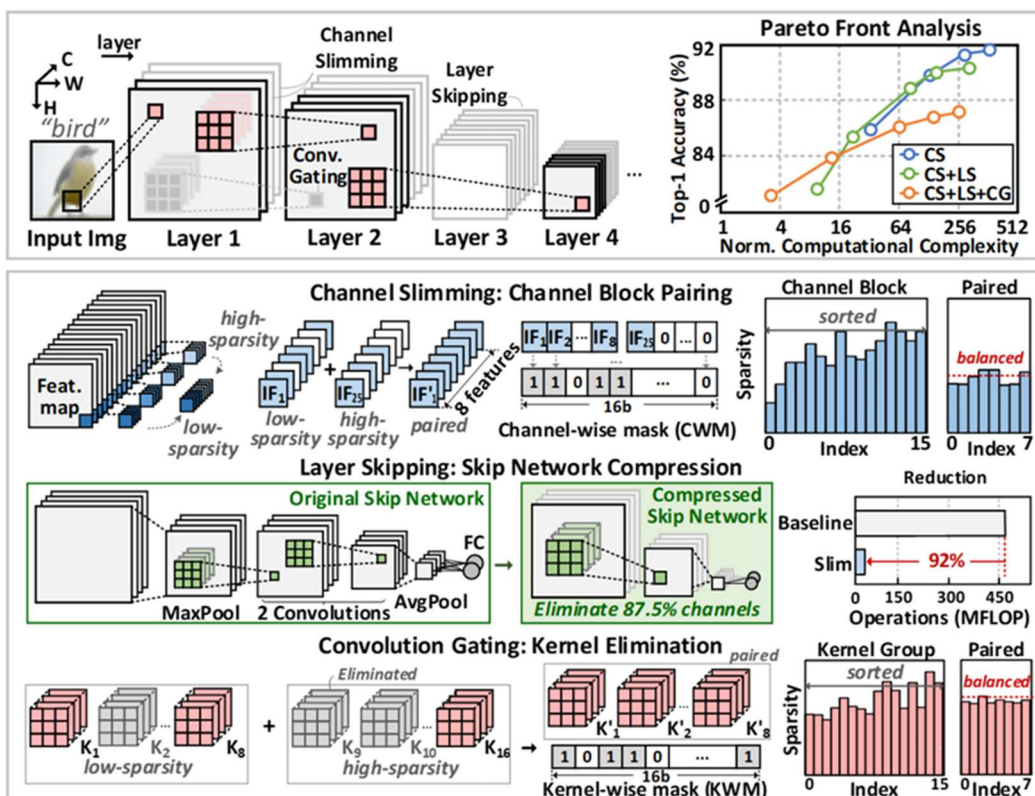 C
W
H
layer
Channel
Slimming
Layer
Skipping
"bird"
Conv.
Gating
...
Input Img
Layer 1
Layer 2
Layer 3
Layer 4
Pareto Front Analysis
Top-1 Accuracy (%)
92
88
84
0
CS
CS+LS
CS+LS+CG
1 4 16 64 256 512
Norm. Computational Complexity
Channel Slimming: Channel Block Pairing
Feat.
map
high-
sparsity
low-
sparsity
IF1
+
IF25
IF'1
8 features
low-
sparsity
high-
sparsity
paired
IF1 IF2 ... IF8 IF25 0 ... 0
...
1 1 0 1 1 ... 0
16b
Channel-wise mask (CWM)
Channel Block
sorted
Sparsity
0 15
Index
Paired
balanced
0 7
Index
Layer Skipping: Skip Network Compression
Original Skip Network
FC
MaxPool
2 Convolutions
AvgPool
Compressed
Skip Network
Eliminate 87.5% channels
Reduction
Baseline
Slim
92%
0 150 300 450
Operations (MFLOP)
Convolution Gating: Kernel Elimination
K1 K2 ... K8
low-sparsity
+
Eliminated
K9 K10 ... K16
high-sparsity
paired
K'1 K'2 ... K'8
1 0 1 1 0 ... 1
16b
Kernel-wise mask (KWM)
Kernel Group
sorted
Sparsity
0 15
Index
Paired
balanced
0 7
Index